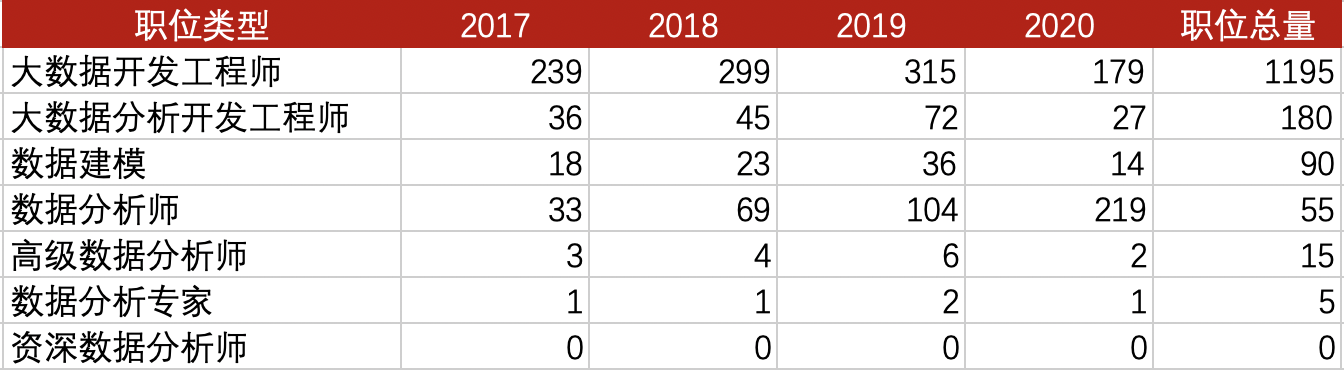 职位类型 2017 2018 2019 2020 职位总量
大数据开发工程师 239 299 315 179 1195
大数据分析开发工程师 36 45 72 27 180
数据建模 18 23 36 14 90
数据分析师 33 69 104 219 55
高级数据分析师 3 4 6 2 15
数据分析专家 1 1 2 1 5
资深数据分析师 0 0 0 0 0